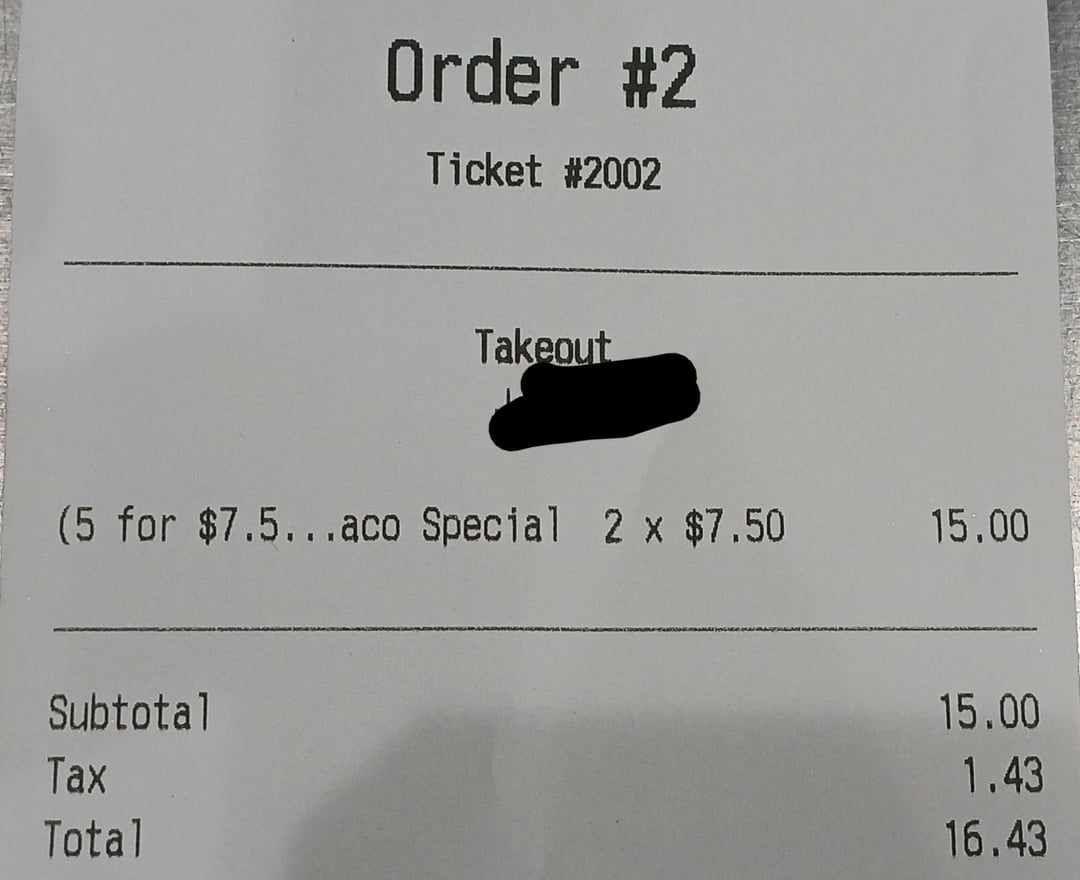 Order #2
Ticket #2002
Takeout
(5 for $7.5...aco Special 2 x $7.50 15.00
Subtotal 15.00
Tax 1.43
Total 16.43